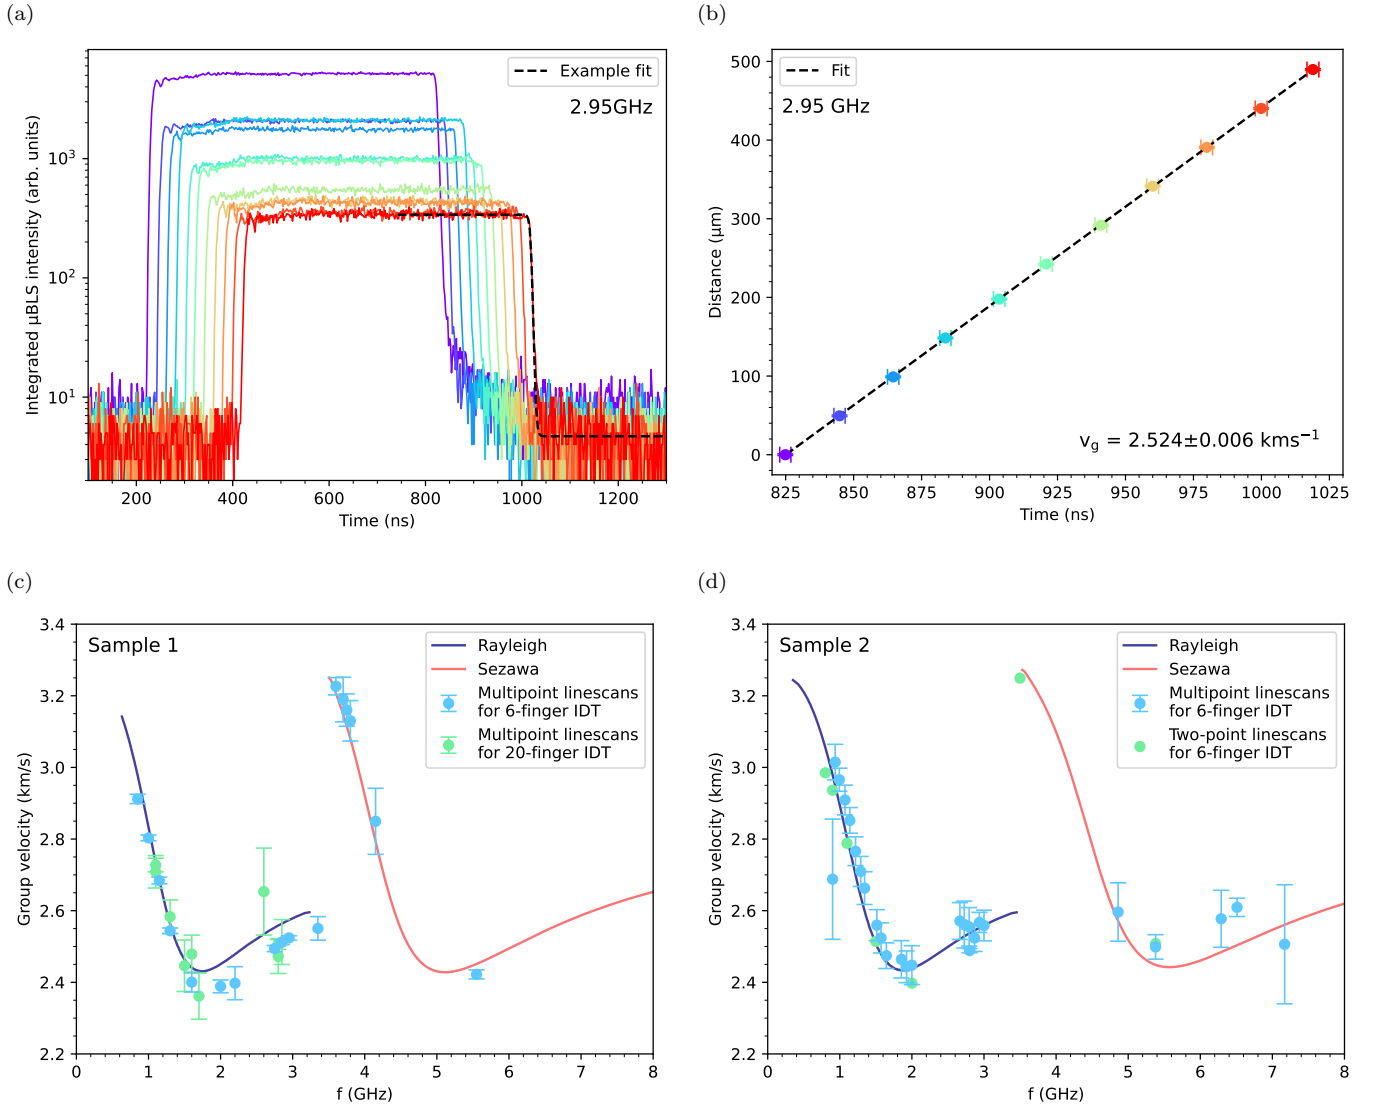 (a)
Integrated μBLS intensity (arb. units)
10³
10²
10¹
Example fit
2.95GHz
200 400 600 800 1000 1200
Time (ns)
(b)
Distance (μm)
500
400
300
200
100
0
Fit
2.95 GHz
v_g = 2.524±0.006 kms⁻¹
825 850 875 900 925 950 975 1000 1025
Time (ns)
(c)
Group velocity (km/s)
3.4
3.2
3.0
2.8
2.6
2.4
2.2
Sample 1
Rayleigh
Sezawa
Multipoint linescans
for 6-finger IDT
Multipoint linescans
for 20-finger IDT
0 1 2 3 4 5 6 7 8
f (GHz)
(d)
Group velocity (km/s)
3.4
3.2
3.0
2.8
2.6
2.4
2.2
Sample 2
Rayleigh
Sezawa
Multipoint linescans
for 6-finger IDT
Two-point linescans
for 6-finger IDT
0 1 2 3 4 5 6 7 8
f (GHz)